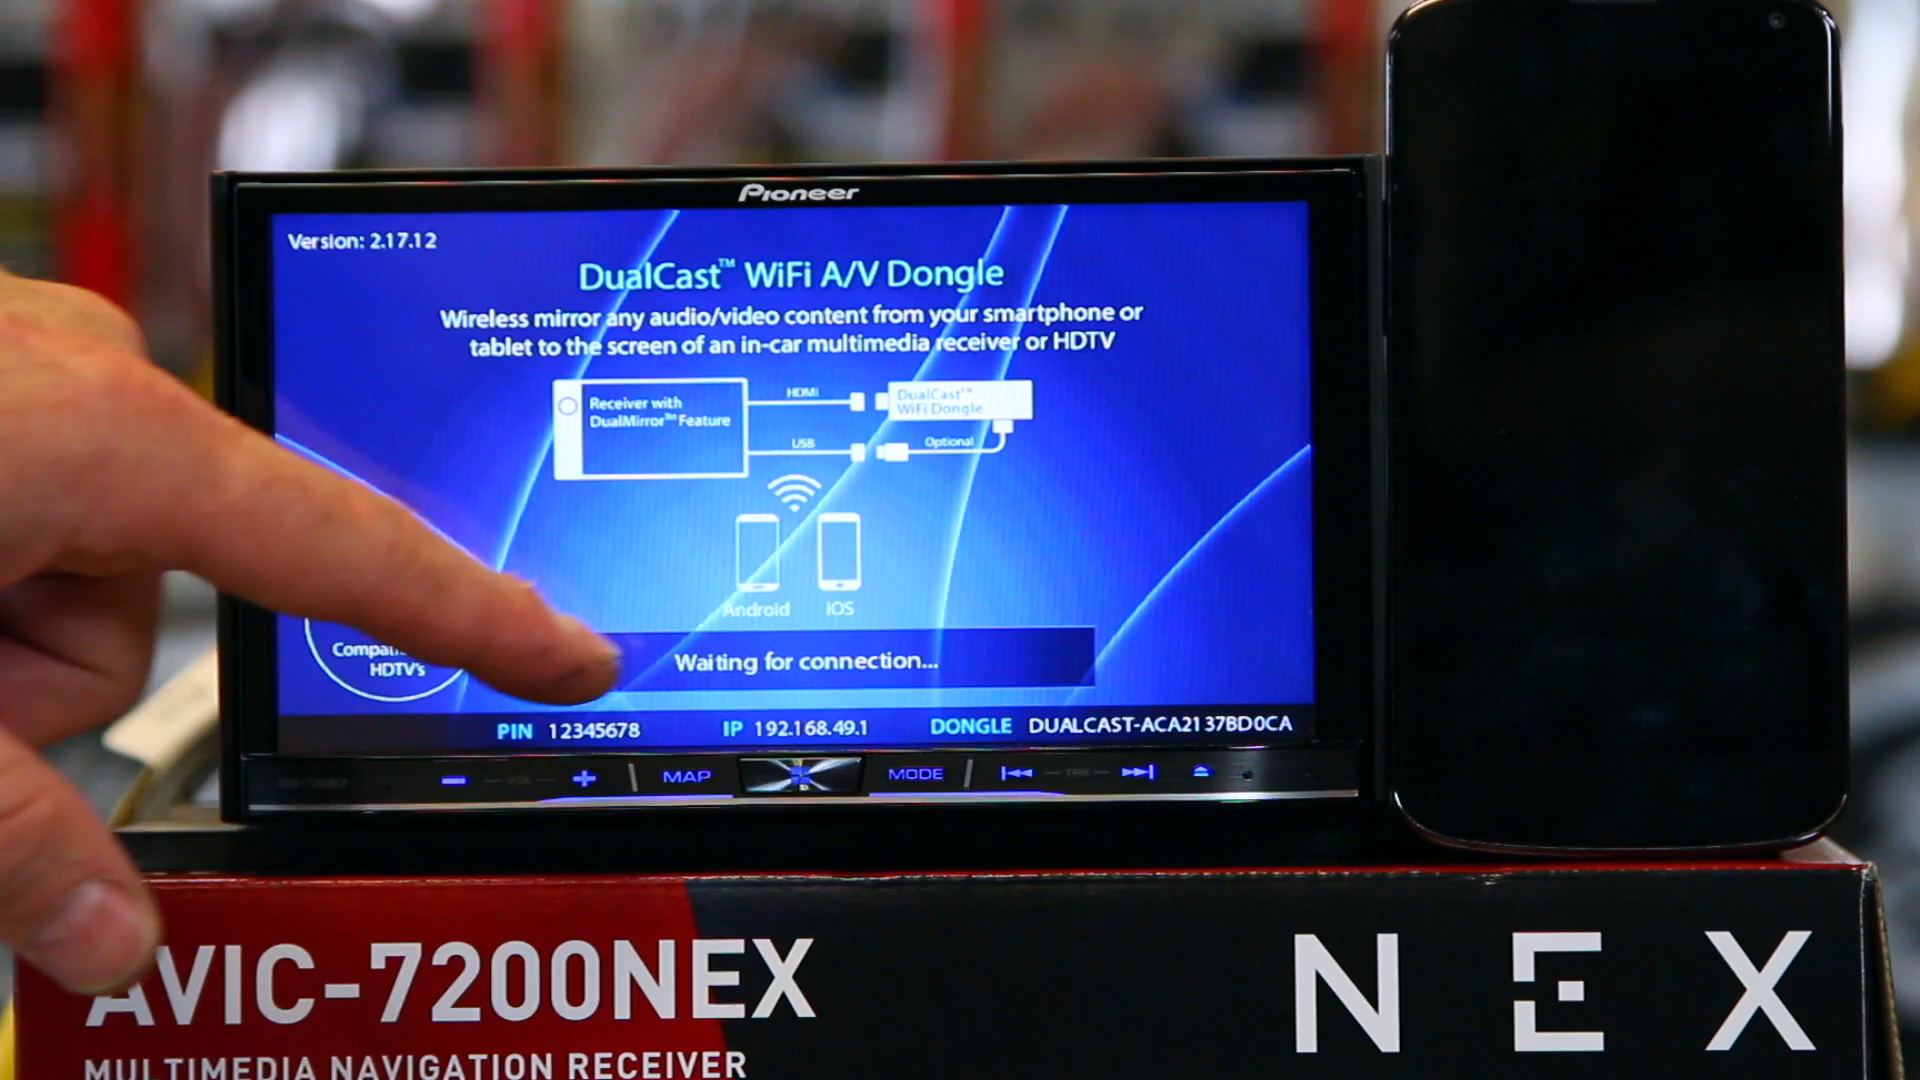 Pioneer
Version: 2.17.12
DualCast™ WiFi A/V Dongle
Wireless mirror any audio/video content from your smartphone or
tablet to the screen of an in-car multimedia receiver or HDTV
Receiver with
DualMirror™ Feature
HDMI
DualCast™
WiFi Dongle
USB
Optional
Android
iOS
HDTV's
Waiting for connection...
PIN 12345678
IP 192.168.49.1
DONGLE DUALCAST-ACA2137BD0CA
MAP
MODE
TRK
AVIC-7200NEX
MULTIMEDIA NAVIGATION RECEIVER
NEX